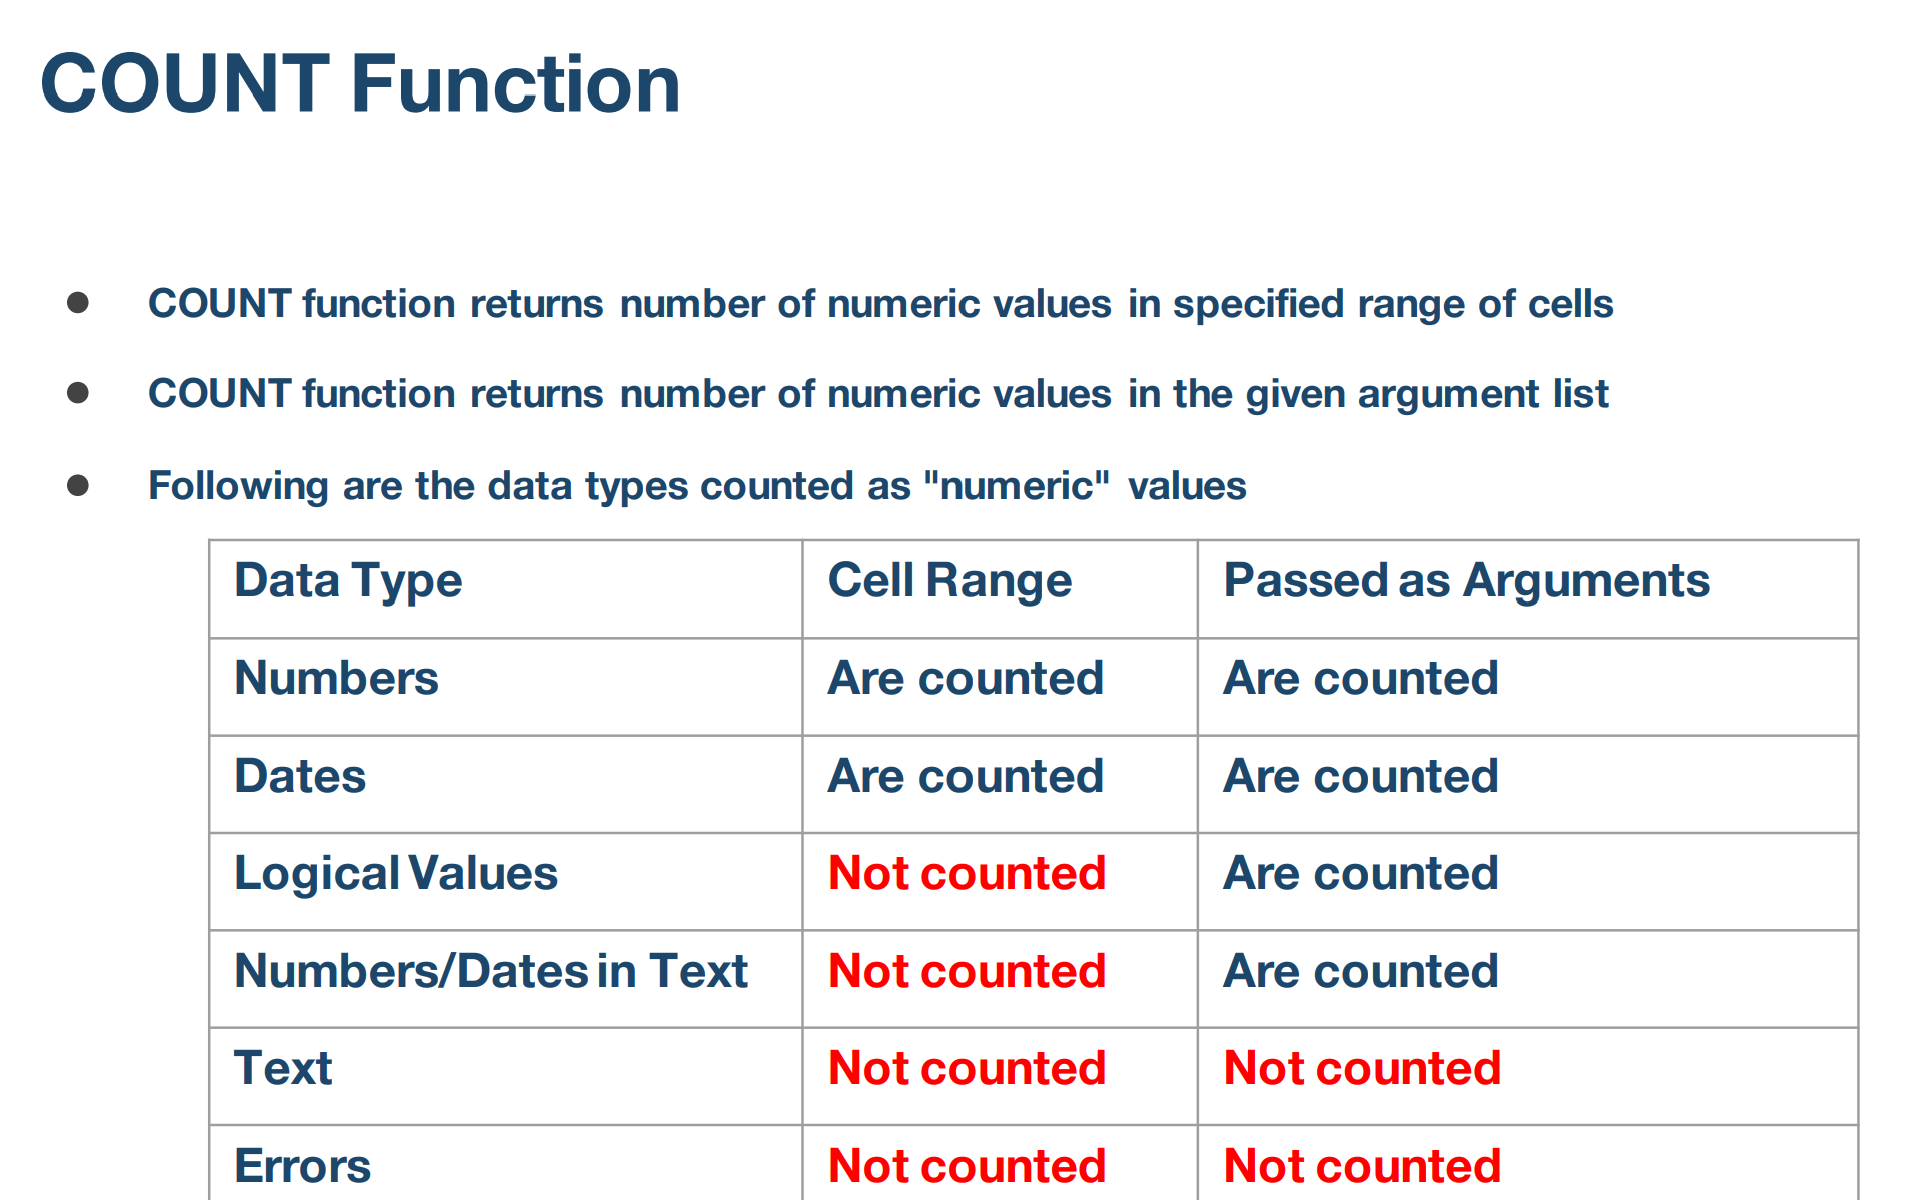 COUNT Function
● COUNT function returns number of numeric values in specified range of cells
● COUNT function returns number of numeric values in the given argument list
● Following are the data types counted as "numeric" values
Data Type Cell Range Passed as Arguments
Numbers Are counted Are counted
Dates Are counted Are counted
Logical Values Not counted Are counted
Numbers/Dates in Text Not counted Are counted
Text Not counted Not counted
Errors Not counted Not counted